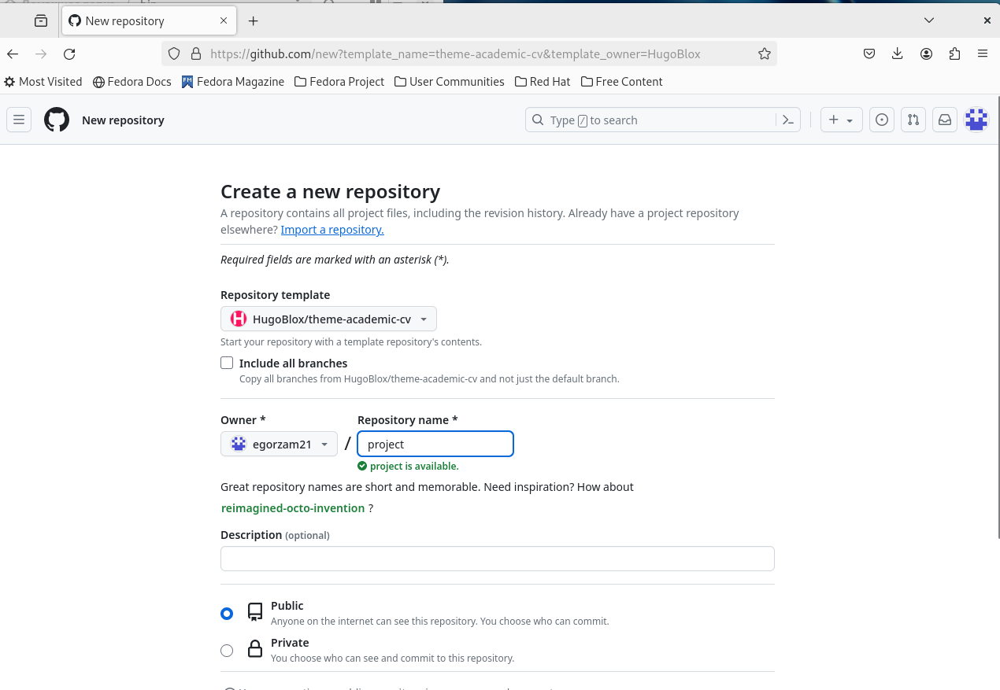 New repository
https://github.com/new?template_name=theme-academic-cv&template_owner=HugoBlox
Most Visited Fedora Docs Fedora Magazine Fedora Project User Communities Red Hat Free Content
New repository
Type / to search
Create a new repository
A repository contains all project files, including the revision history. Already have a project repository
elsewhere? Import a repository.
Required fields are marked with an asterisk (*).
Repository template
HugoBlox/theme-academic-cv
Start your repository with a template repository's contents.
Include all branches
Copy all branches from HugoBlox/theme-academic-cv and not just the default branch.
Owner * Repository name *
egorzam21 / project
project is available.
Great repository names are short and memorable. Need inspiration? How about
reimagined-octo-invention ?
Description (optional)
Public
Anyone on the internet can see this repository. You choose who can commit.
Private
You choose who can see and commit to this repository.